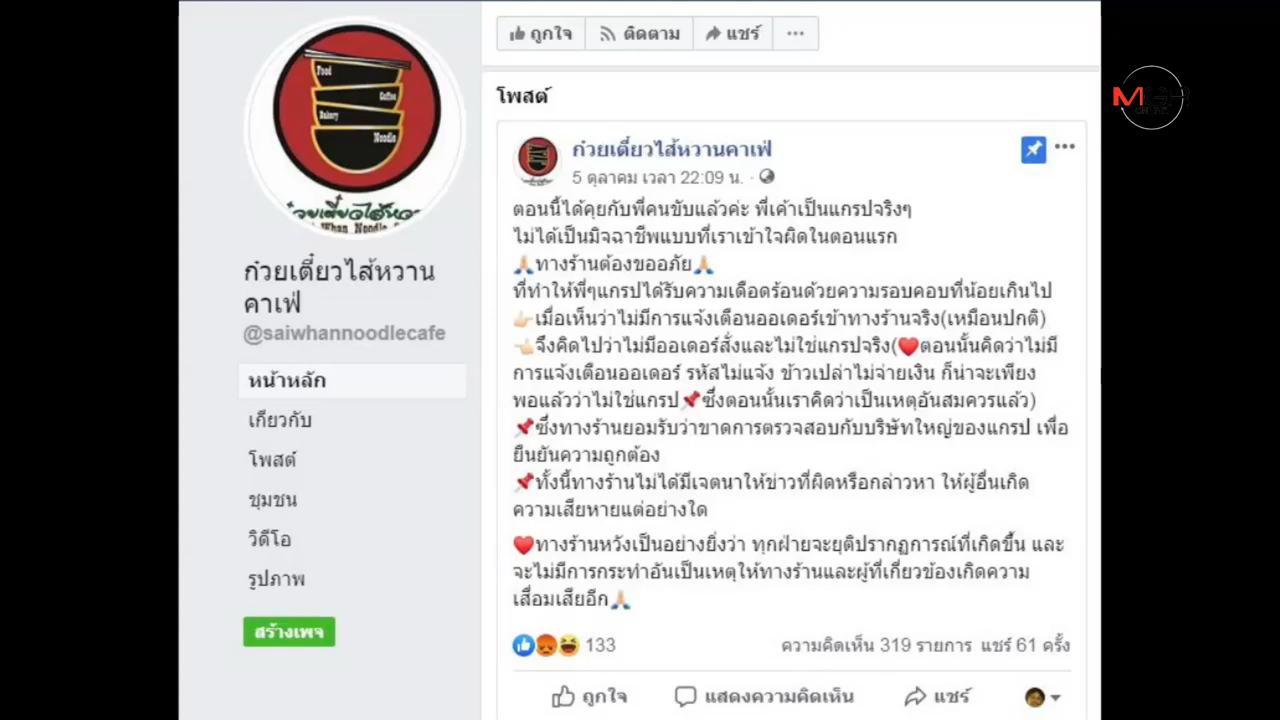 Food
Coffee
Bakery
Noodle
ก๋วยเตี๋ยวไส้หวานคาเฟ่
@saiwhannoodlecafe
หน้าหลัก
เกี่ยวกับ
โพสต์
ชุมชน
วิดีโอ
รูปภาพ
สร้างเพจ
ถูกใจ ติดตาม แชร์ ...
โพสต์
ก๋วยเตี๋ยวไส้หวานคาเฟ่
5 ตุลาคม เวลา 22:09 น. ·
ตอนนี้ได้คุยกับพี่คนขับแล้วค่ะ พี่เค้าเป็นแกรปจริงๆ
ไม่ได้เป็นมิจฉาชีพแบบที่เราเข้าใจผิดในตอนแรก
🙏🏻ทางร้านต้องขออภัย🙏🏻
ที่ทำให้พี่ๆแกรปได้รับความเดือดร้อนด้วยความรอบคอบที่น้อยเกินไป
👉🏻เมื่อเห็นว่าไม่มีการแจ้งเตือนออเดอร์เข้าทางร้านจริง(เหมือนปกติ)
👈🏻จึงคิดไปว่าไม่มีออเดอร์สั่งและไม่ใช่แกรปจริง(♥️ตอนนั้นคิดว่าไม่มี
การแจ้งเตือนออเดอร์ รหัสไม่แจ้ง ข้าวเปล่าไม่จ่ายเงิน ก็น่าจะเพียง
พอแล้วว่าไม่ใช่แกรป📌ซึ่งตอนนั้นเราคิดว่าเป็นเหตุอันสมควรแล้ว)
📌ซึ่งทางร้านยอมรับว่าขาดการตรวจสอบกับบริษัทใหญ่ของแกรป เพื่อ
ยืนยันความถูกต้อง
📌ทั้งนี้ทางร้านไม่ได้มีเจตนาให้ข่าวที่ผิดหรือกล่าวหา ให้ผู้อื่นเกิด
ความเสียหายแต่อย่างใด
♥️ทางร้านหวังเป็นอย่างยิ่งว่า ทุกฝ่ายจะยุติปรากฏการณ์ที่เกิดขึ้น และ
จะไม่มีการกระทำอันเป็นเหตุให้ทางร้านและผู้ที่เกี่ยวข้องเกิดความ
เสื่อมเสียอีก🙏🏻
133 ความคิดเห็น 319 รายการ แชร์ 61 ครั้ง
ถูกใจ แสดงความคิดเห็น แชร์